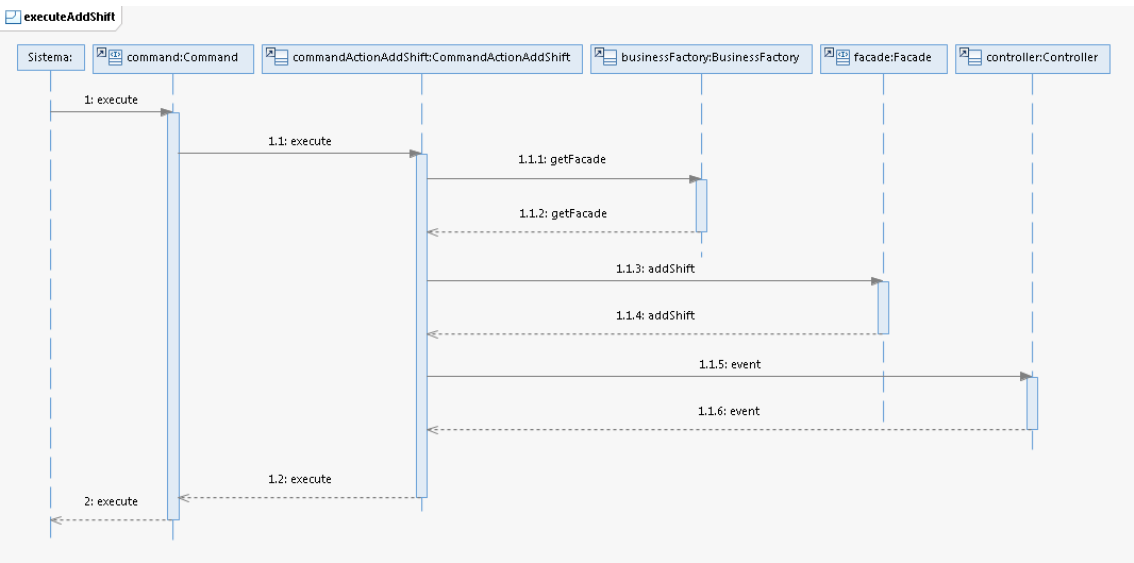 executeAddShift
Sistema:
command:Command
commandActionAddShift:CommandActionAddShift
businessFactory:BusinessFactory
facade:Facade
controller:Controller
1: execute
1.1: execute
1.1.1: getFacade
1.1.2: getFacade
1.1.3: addShift
1.1.4: addShift
1.1.5: event
1.1.6: event
1.2: execute
2: execute